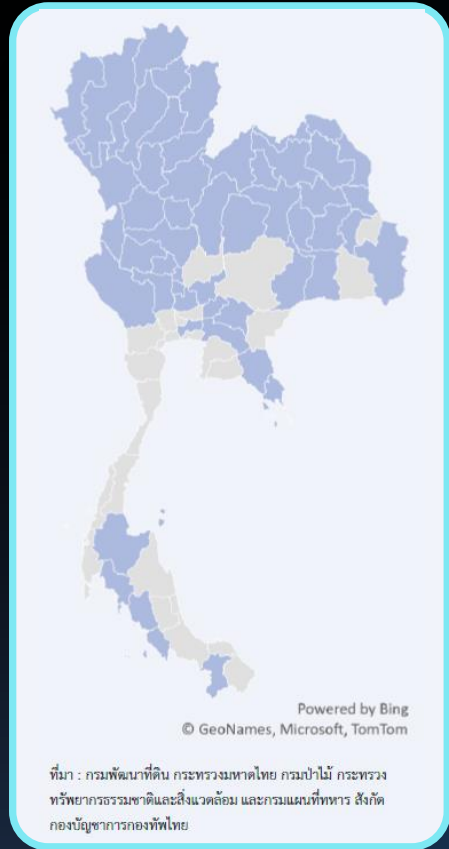 Powered by Bing
© GeoNames, Microsoft, TomTom
ที่มา : กรมพัฒนาที่ดิน กระทรวงมหาดไทย กรมป่าไม้ กระทรวง
ทรัพยากรธรรมชาติและสิ่งแวดล้อม และกรมแผนที่ทหาร สังกัด
กองบัญชาการกองทัพไทย